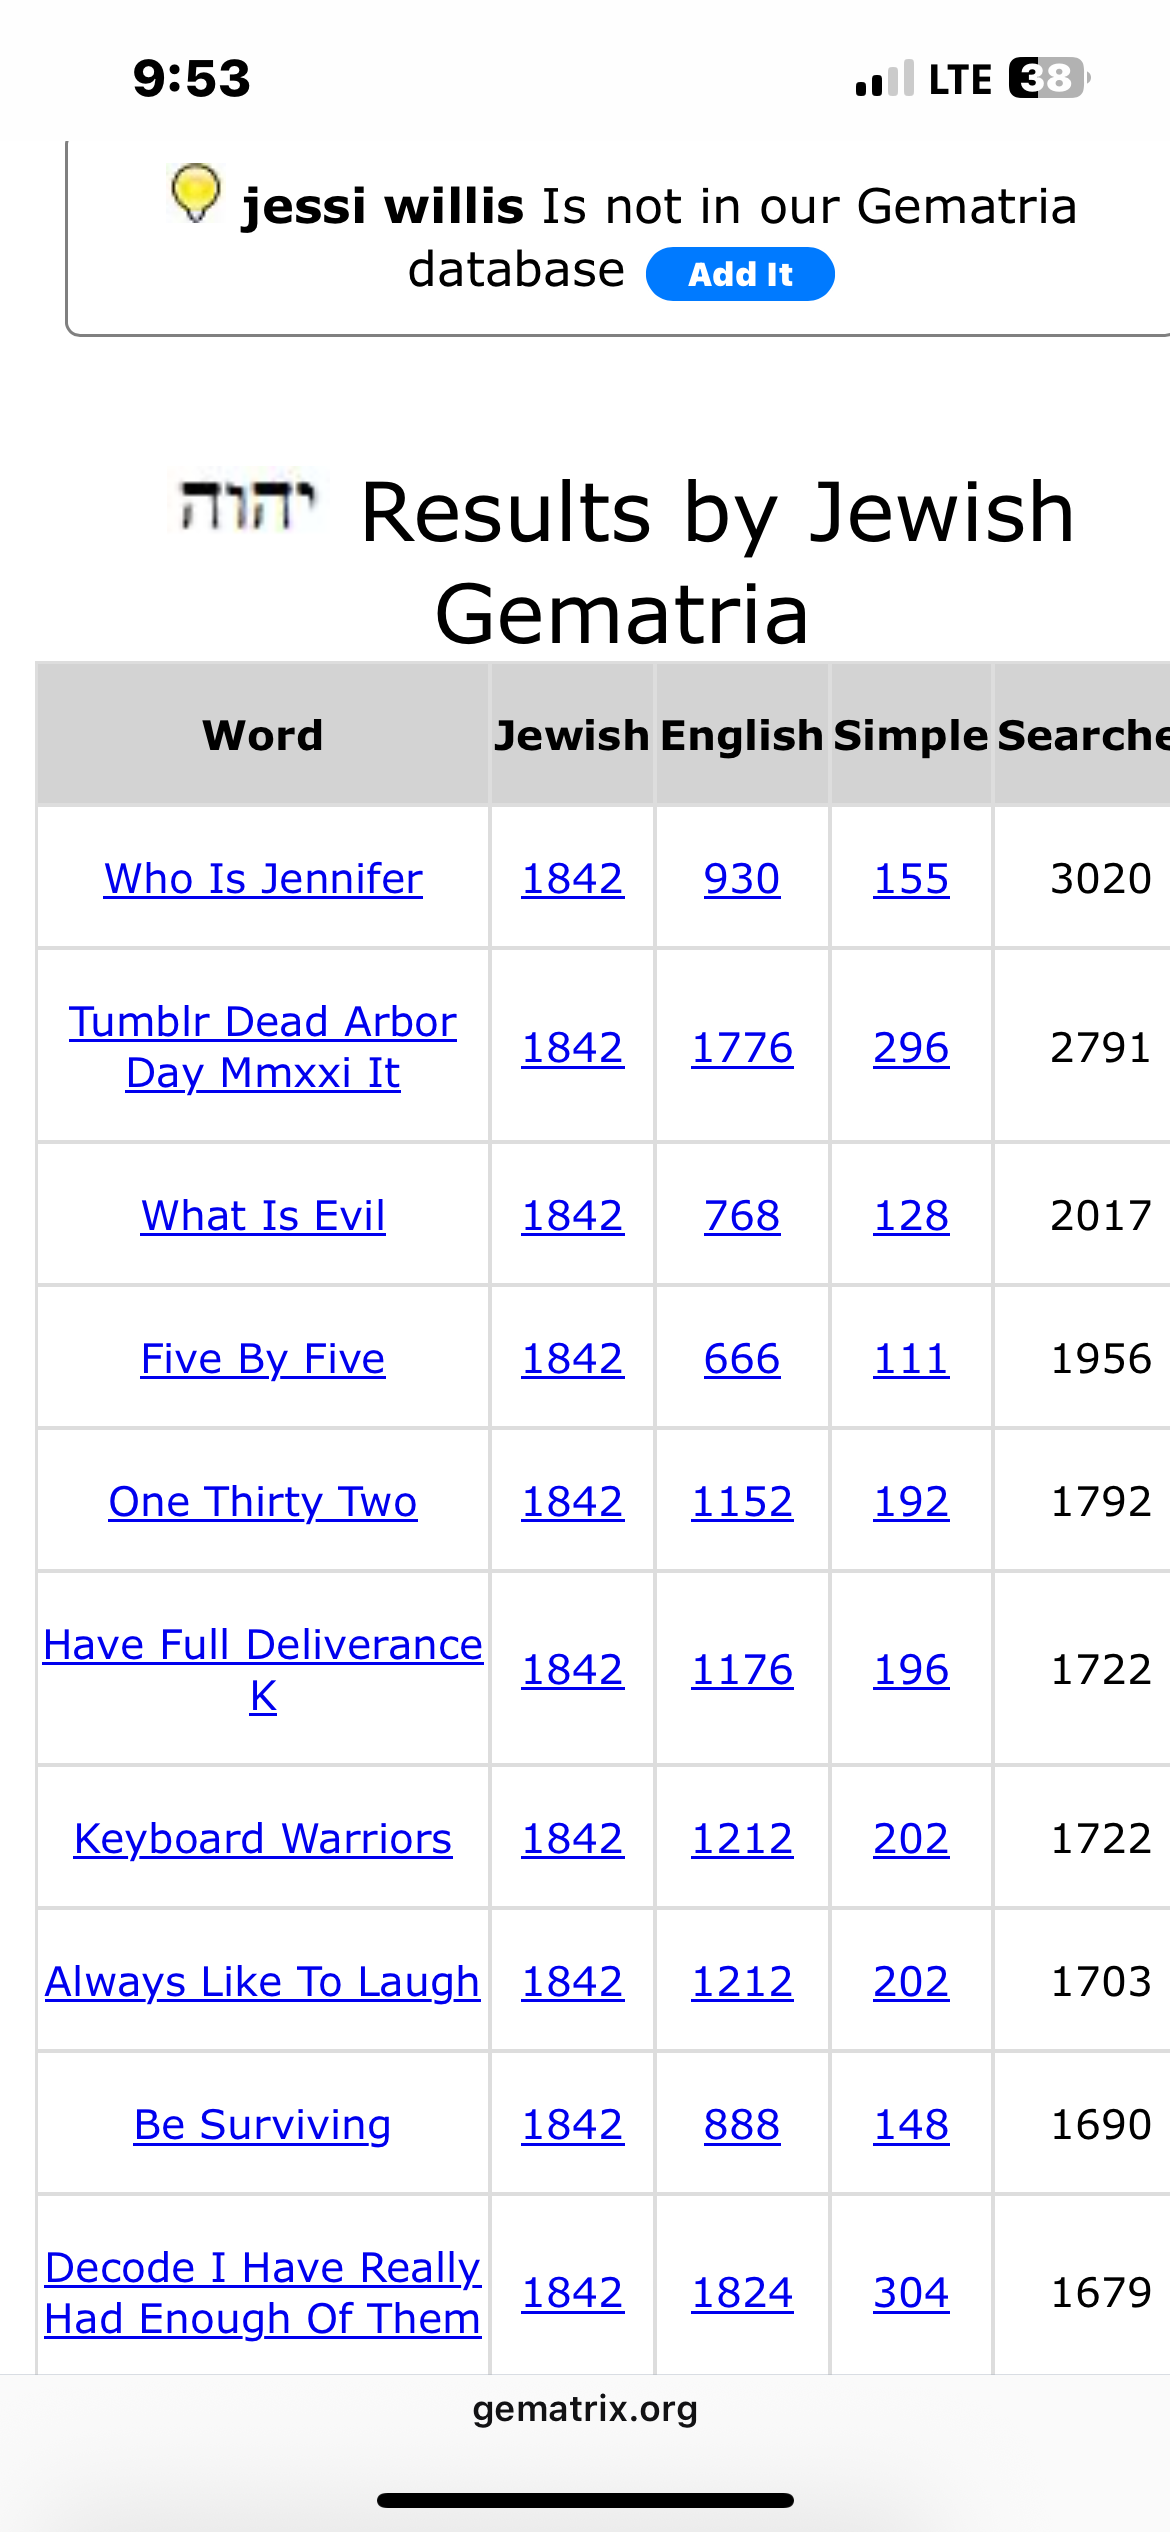 9:53 LTE 38
jessi willis Is not in our Gematria
database Add It
יהוה Results by Jewish
Gematria
Word Jewish English Simple Searche
Who Is Jennifer 1842 930 155 3020
Tumblr Dead Arbor
Day Mmxxi It 1842 1776 296 2791
What Is Evil 1842 768 128 2017
Five By Five 1842 666 111 1956
One Thirty Two 1842 1152 192 1792
Have Full Deliverance
K 1842 1176 196 1722
Keyboard Warriors 1842 1212 202 1722
Always Like To Laugh 1842 1212 202 1703
Be Surviving 1842 888 148 1690
Decode I Have Really
Had Enough Of Them 1842 1824 304 1679
gematrix.org